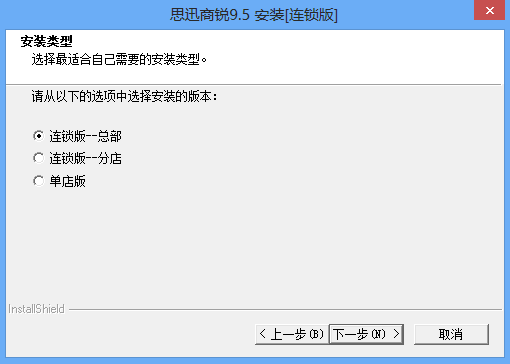 思迅商锐9.5 安装[连锁版]
安装类型
选择最适合自己需要的安装类型。
请从以下的选项中选择安装的版本：
连锁版--总部
连锁版--分店
单店版
InstallShield
< 上一步(B) 下一步(N) > 取消